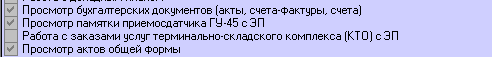 Просмотр бухгалтерских документов (акты, счета-фактуры, счета)
Просмотр памятки приемосдатчика ГУ-45 с ЭП
Работа с заказами услуг терминально-складского комплекса (КТО) с ЭП
Просмотр актов общей формы